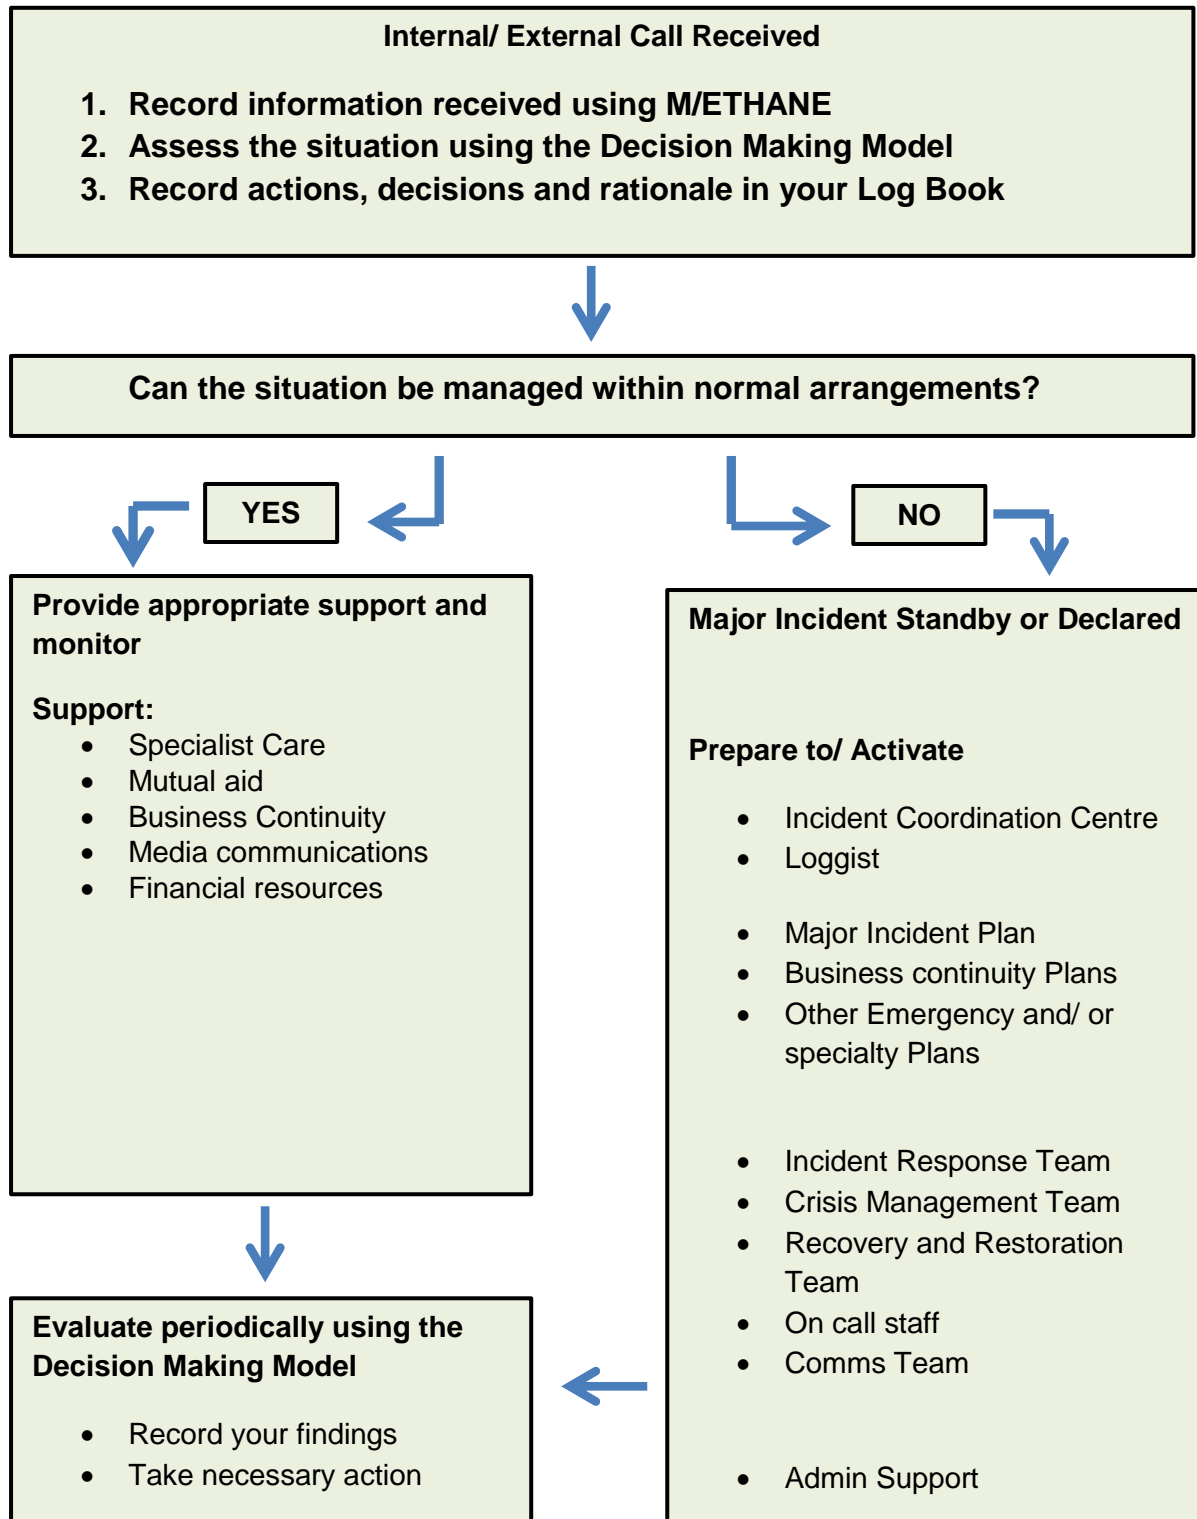 Internal/ External Call Received
1. Record information received using M/ETHANE
2. Assess the situation using the Decision Making Model
3. Record actions, decisions and rationale in your Log Book
Can the situation be managed within normal arrangements?
YES
NO
Provide appropriate support and
monitor
Support:
• Specialist Care
• Mutual aid
• Business Continuity
• Media communications
• Financial resources
Major Incident Standby or Declared
Prepare to/ Activate
• Incident Coordination Centre
• Loggist
• Major Incident Plan
• Business continuity Plans
• Other Emergency and/ or
specialty Plans
• Incident Response Team
• Crisis Management Team
• Recovery and Restoration
Team
• On call staff
• Comms Team
• Admin Support
Evaluate periodically using the
Decision Making Model
• Record your findings
• Take necessary action